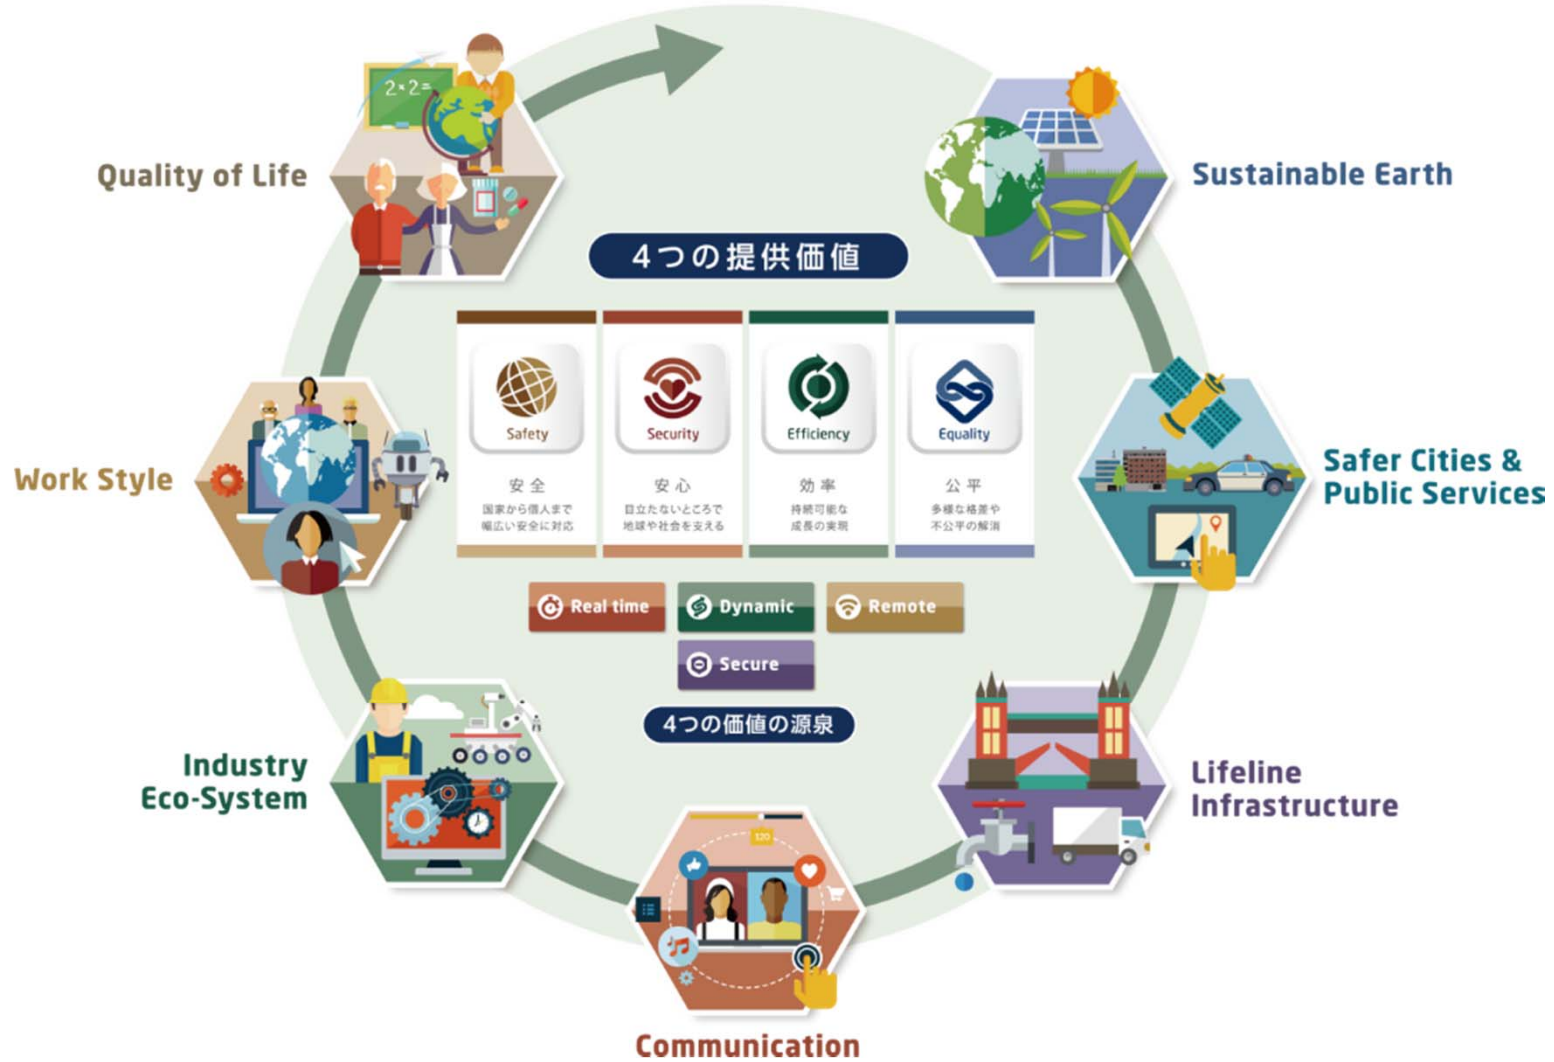 2×2=
Quality of Life
Sustainable Earth
4つの提供価値
Safety
安全
国家から個人まで
幅広い安全に対応
Security
安心
目立たないところで
地球や社会を支える
Efficiency
効率
持続可能な
成長の実現
Equality
公平
多様な格差や
不公平の解消
Work Style
Safer Cities &
Public Services
Real time
Dynamic
Remote
Secure
4つの価値の源泉
Industry
Eco-System
Lifeline
Infrastructure
120
Communication